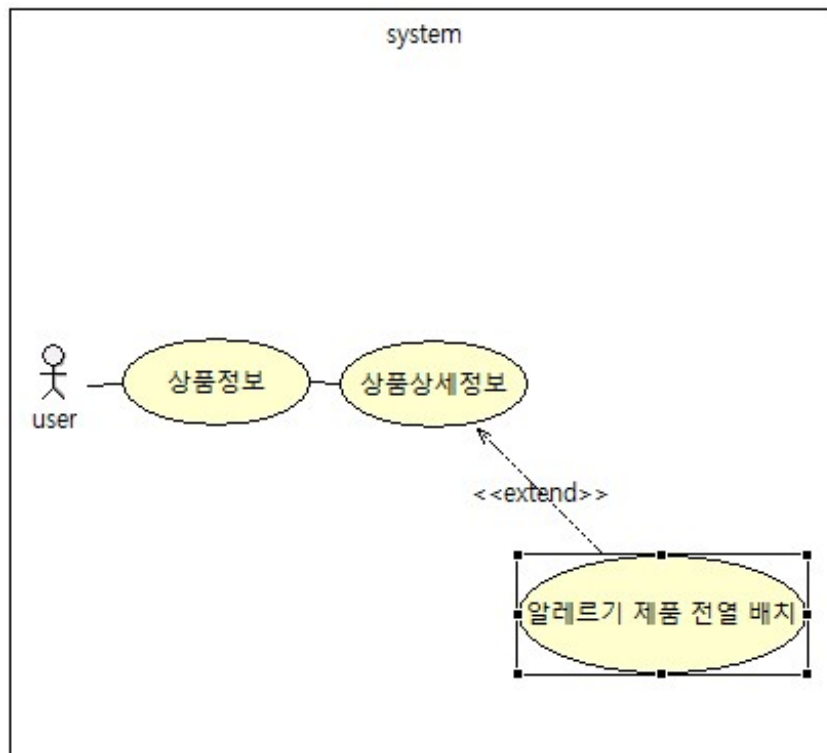 system
상품정보
상품상세정보
user
<<extend>>
알레르기 제품 전열 배치